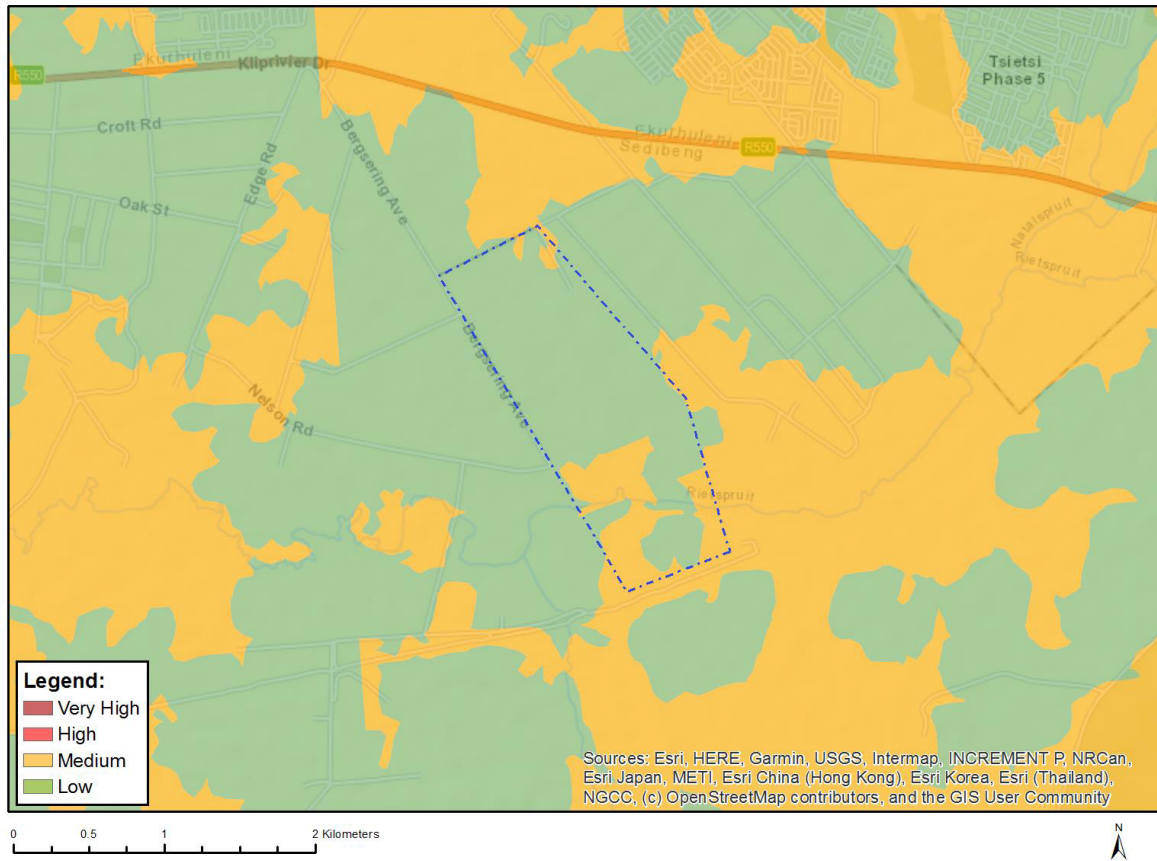 Ekurhuleni
Kliprivier Dr
R550
Tsietsi
Phase 5
Croft Rd
Bergsering Ave
Ekurhuleni
Sedibeng
R550
Edge Rd
Oak St
Natalspruit
Rietspruit
Bergsering Ave
Nelson Rd
Rietspruit
Legend:
Very High
High
Medium
Low
Sources: Esri, HERE, Garmin, USGS, Intermap, INCREMENT P, NRCan,
Esri Japan, METI, Esri China (Hong Kong), Esri Korea, Esri (Thailand),
NGCC, (c) OpenStreetMap contributors, and the GIS User Community
0 0.5 1 2 Kilometers
N